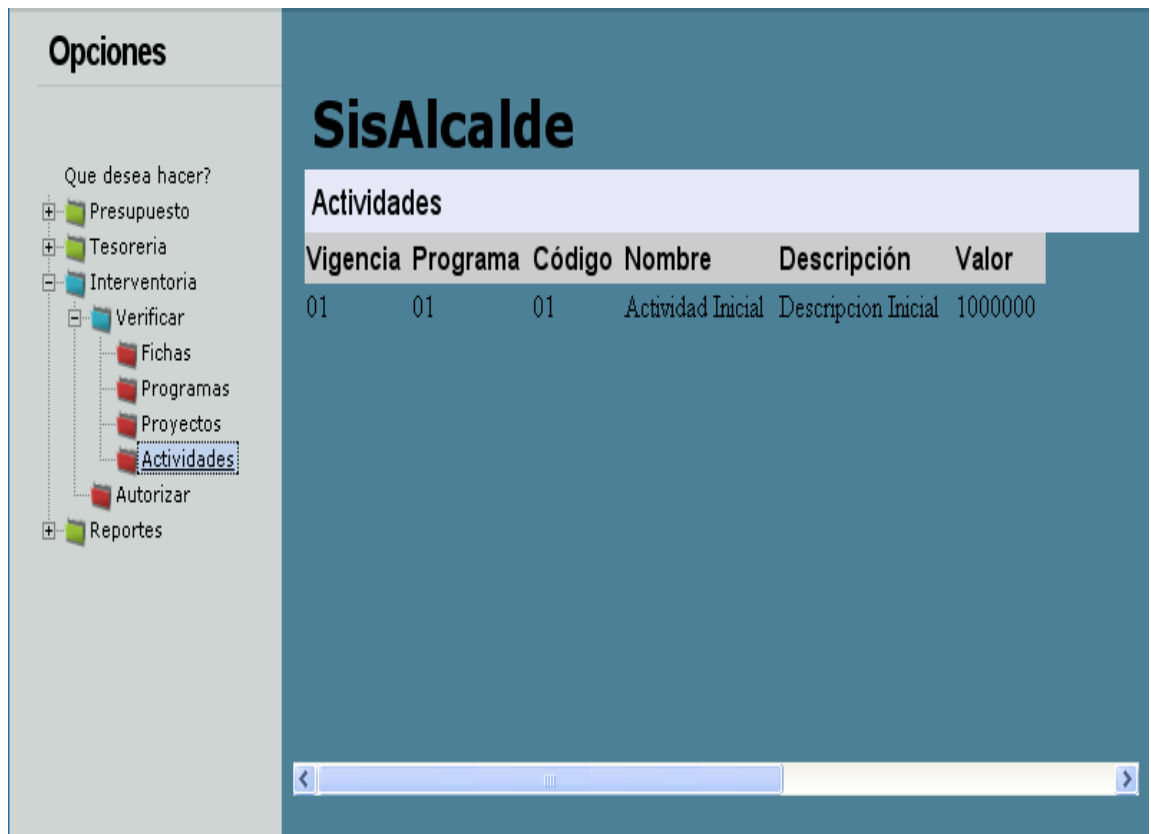 Opciones
Que desea hacer?
Presupuesto
Tesoreria
Interventoria
Verificar
Fichas
Programas
Proyectos
Actividades
Autorizar
Reportes
SisAlcalde
Actividades
Vigencia Programa Código Nombre Descripción Valor
01 01 01 Actividad Inicial Descripcion Inicial 1000000